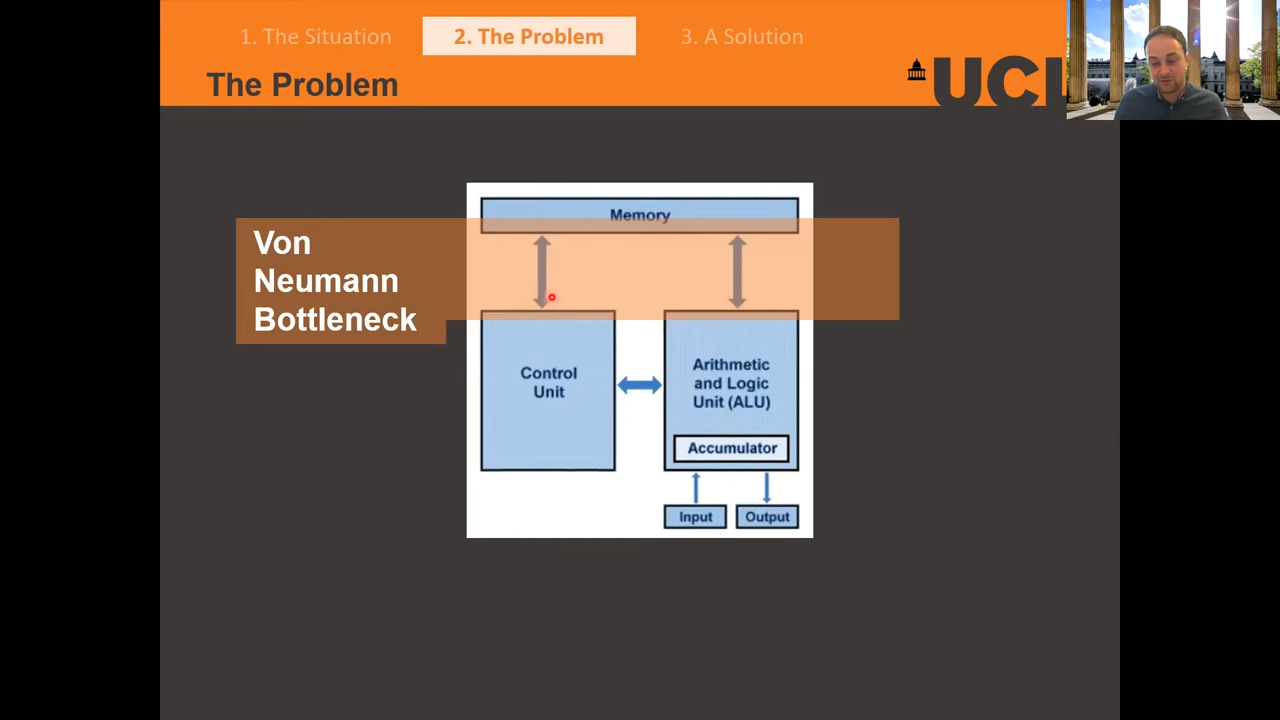 1. The Situation
2. The Problem
3. A Solution
The Problem
UCL
Memory
Von
Neumann
Bottleneck
Control
Unit
Arithmetic
and Logic
Unit (ALU)
Accumulator
Input
Output